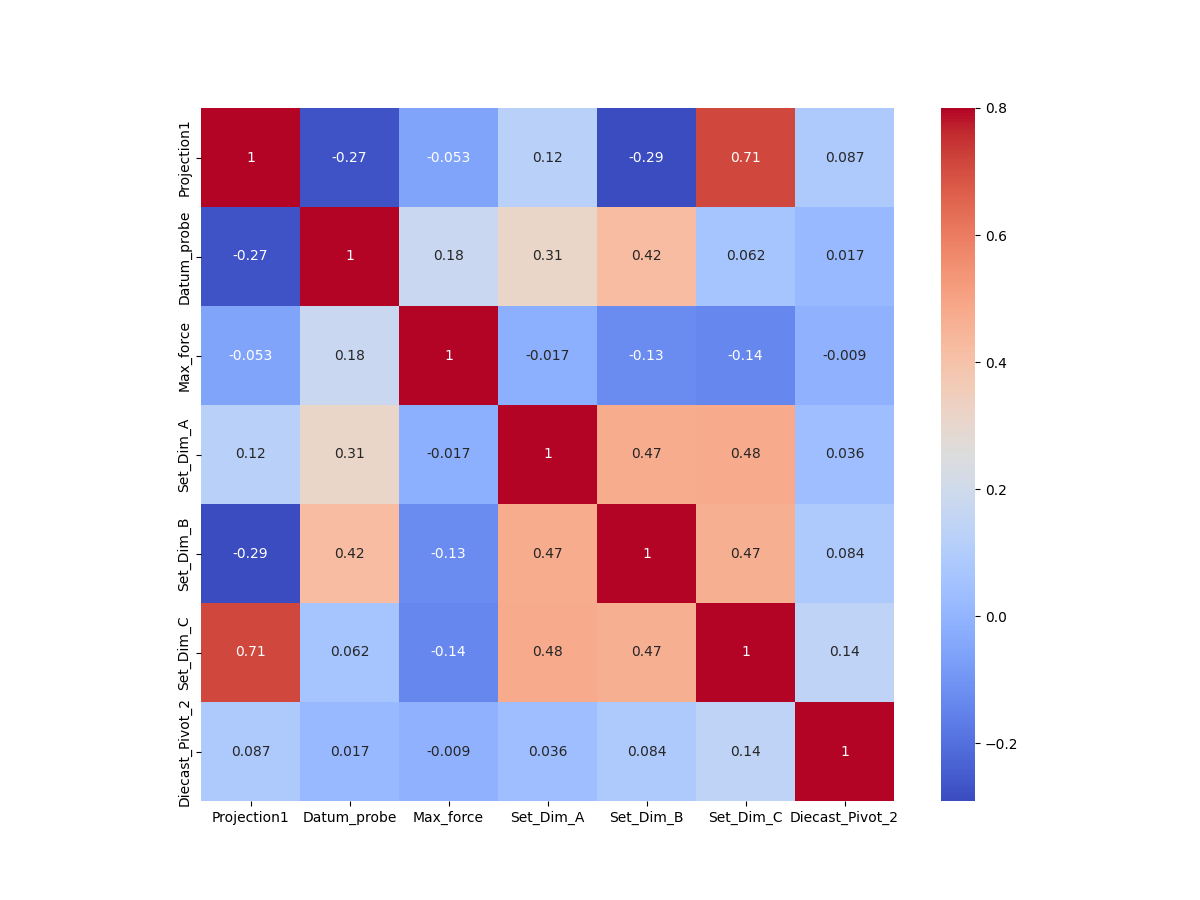 Projection1 1 -0.27 -0.053 0.12 -0.29 0.71 0.087
Datum_probe -0.27 1 0.18 0.31 0.42 0.062 0.017
Max_force -0.053 0.18 1 -0.017 -0.13 -0.14 -0.009
Set_Dim_A 0.12 0.31 -0.017 1 0.47 0.48 0.036
Set_Dim_B -0.29 0.42 -0.13 0.47 1 0.47 0.084
Set_Dim_C 0.71 0.062 -0.14 0.48 0.47 1 0.14
Diecast_Pivot_2 0.087 0.017 -0.009 0.036 0.084 0.14 1
Projection1 Datum_probe Max_force Set_Dim_A Set_Dim_B Set_Dim_C Diecast_Pivot_2
0.8
0.6
0.4
0.2
0.0
−0.2